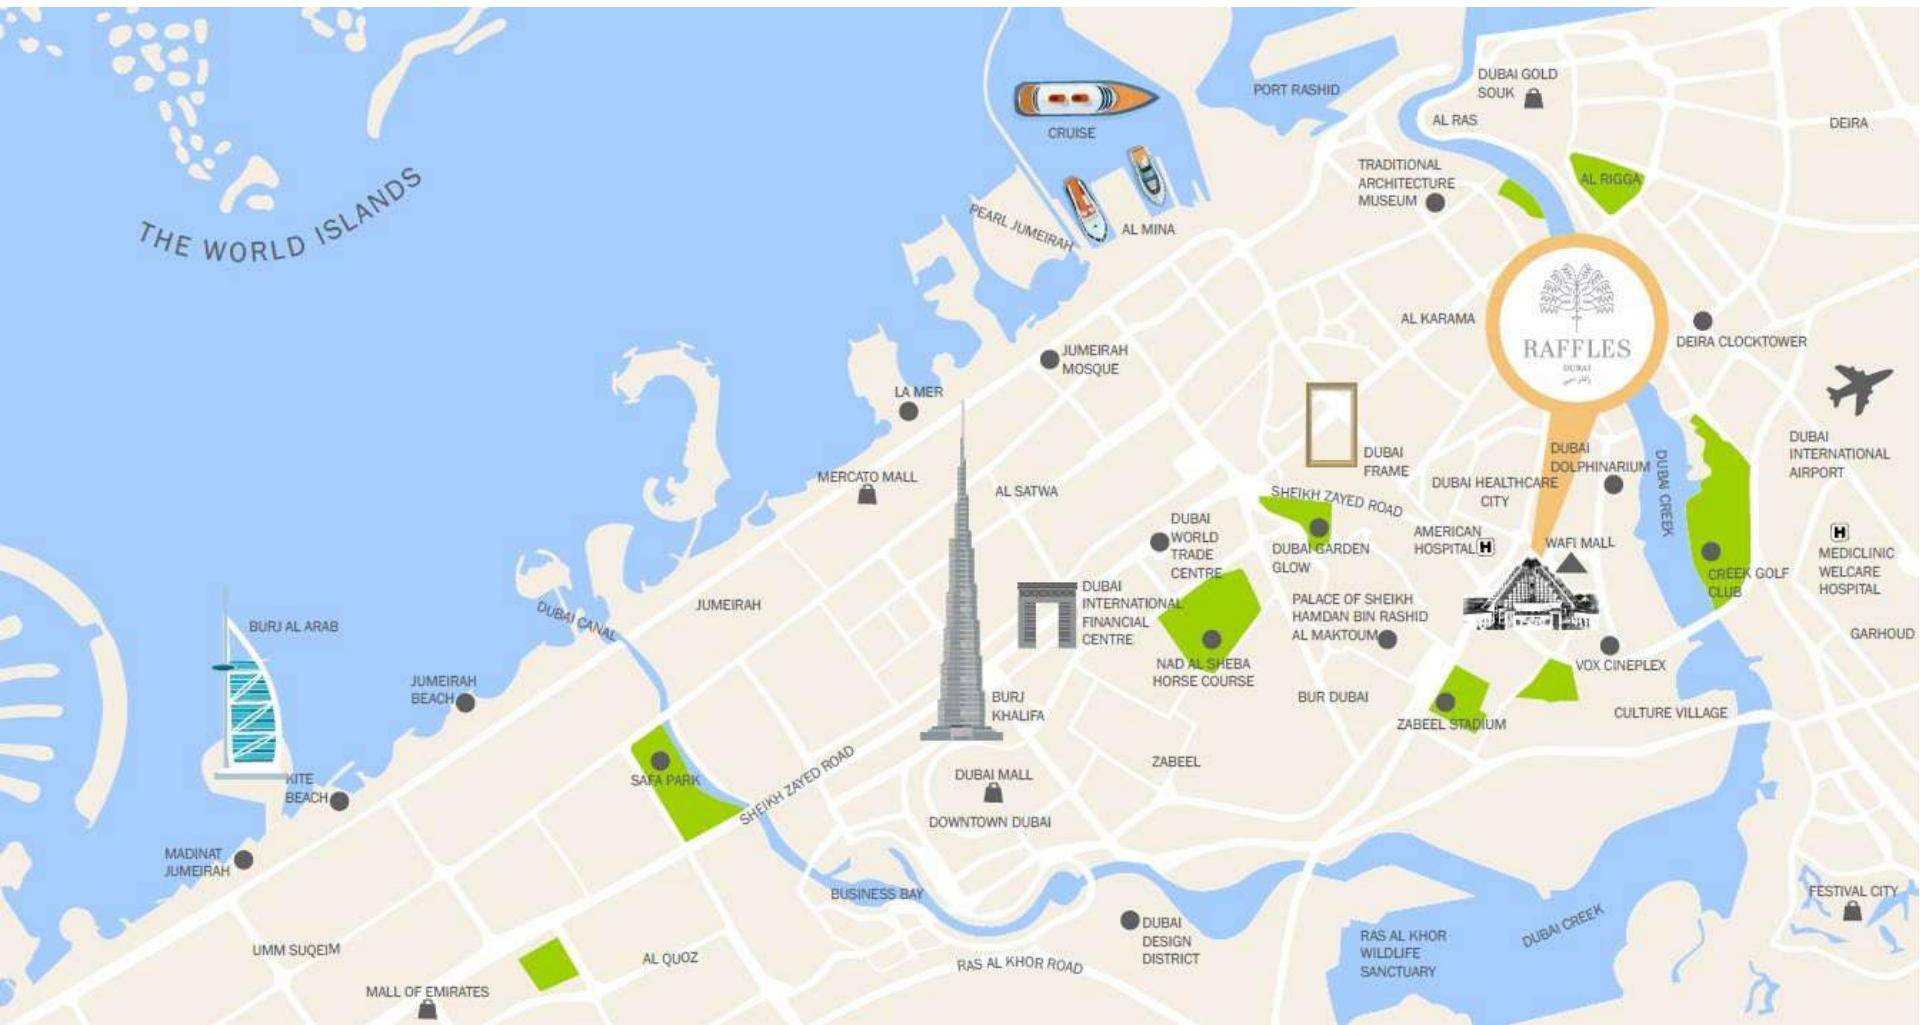 THE WORLD ISLANDS
CRUISE
PEARL JUMEIRAH
AL MINA
PORT RASHID
DUBAI GOLD
SOUK
AL RAS
DEIRA
TRADITIONAL
ARCHITECTURE
MUSEUM
AL RIGGA
AL KARAMA
RAFFLES
DUBAI
رافلز دبي
DEIRA CLOCKTOWER
JUMEIRAH
MOSQUE
LA MER
MERCATO MALL
AL SATWA
DUBAI
FRAME
SHEIKH ZAYED ROAD
DUBAI HEALTHCARE
CITY
DUBAI
DOLPHINARIUM
DUBAI CREEK
DUBAI
INTERNATIONAL
AIRPORT
DUBAI
WORLD
TRADE
CENTRE
DUBAI GARDEN
GLOW
AMERICAN
HOSPITAL H
WAFI MALL
H
MEDICLINIC
WELCARE
HOSPITAL
CREEK GOLF
CLUB
GARHOUD
DUBAI
INTERNATIONAL
FINANCIAL
CENTRE
PALACE OF SHEIKH
HAMDAN BIN RASHID
AL MAKTOUM
NAD AL SHEBA
HORSE COURSE
VOX CINEPLEX
BUR DUBAI
ZABEEL STADIUM
CULTURE VILLAGE
JUMEIRAH
DUBAI CANAL
BURJ AL ARAB
JUMEIRAH
BEACH
BURJ
KHALIFA
ZABEEL
KITE
BEACH
SAFA PARK
SHEIKH ZAYED ROAD
DUBAI MALL
DOWNTOWN DUBAI
MADINAT
JUMEIRAH
BUSINESS BAY
DUBAI
DESIGN
DISTRICT
RAS AL KHOR ROAD
RAS AL KHOR
WILDLIFE
SANCTUARY
DUBAI CREEK
FESTIVAL CITY
UMM SUQEIM
AL QUOZ
MALL OF EMIRATES